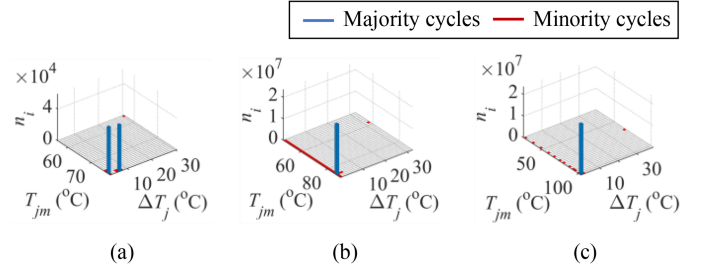 Majority cycles Minority cycles
×10⁴ ×10⁷ ×10⁷
n_i 4 0 n_i 2 1 0 n_i 2 1 0
60 70 10 20 30 60 80 10 20 30 50 100 10 30
T_jm (°C) ΔT_j (°C) T_jm (°C) ΔT_j (°C) T_jm (°C) ΔT_j (°C)
(a) (b) (c)